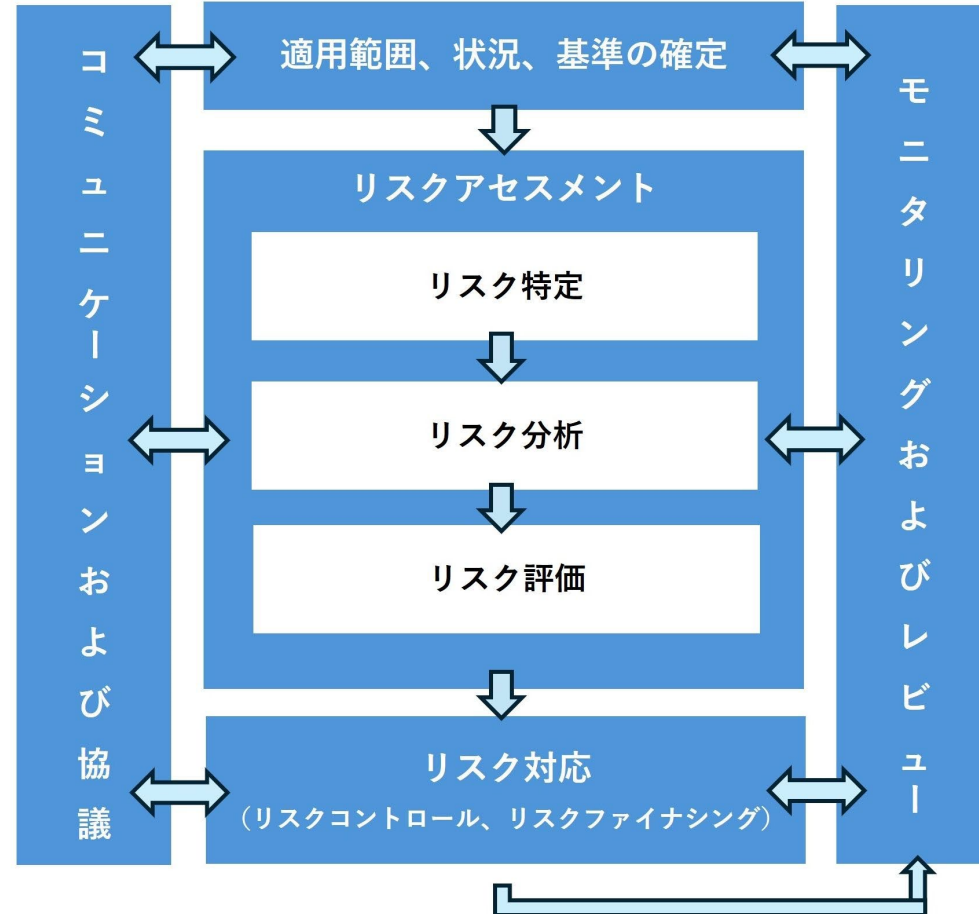 コミュニケーションおよび協議
適用範囲、状況、基準の確定
リスクアセスメント
リスク特定
リスク分析
リスク評価
リスク対応
（リスクコントロール、リスクファイナシング）
モニタリングおよびレビュー